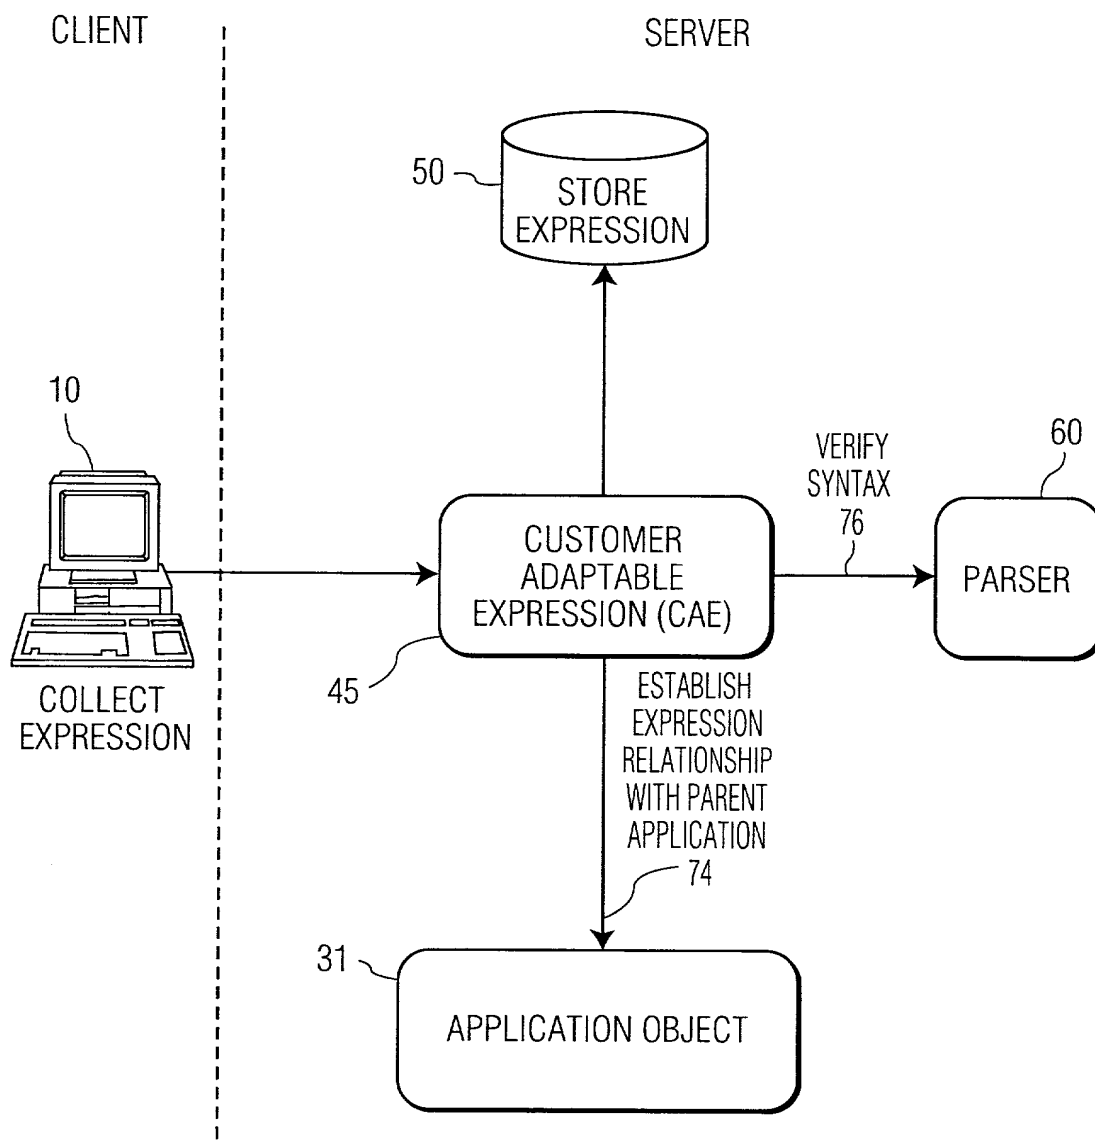 CLIENT
SERVER
50
STORE
EXPRESSION
10
COLLECT
EXPRESSION
CUSTOMER
ADAPTABLE
EXPRESSION (CAE)
45
VERIFY
SYNTAX
76
60
PARSER
ESTABLISH
EXPRESSION
RELATIONSHIP
WITH PARENT
APPLICATION
74
31
APPLICATION OBJECT